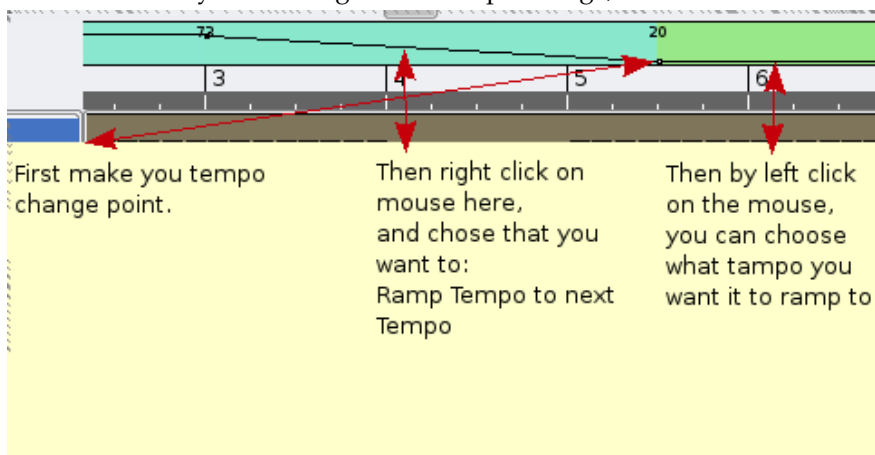 73 20
3 4 5 6
First make you tempo
change point.
Then right click on
mouse here,
and chose that you
want to:
Ramp Tempo to next
Tempo
Then by left click
on the mouse,
you can choose
what tampo you
want it to ramp to